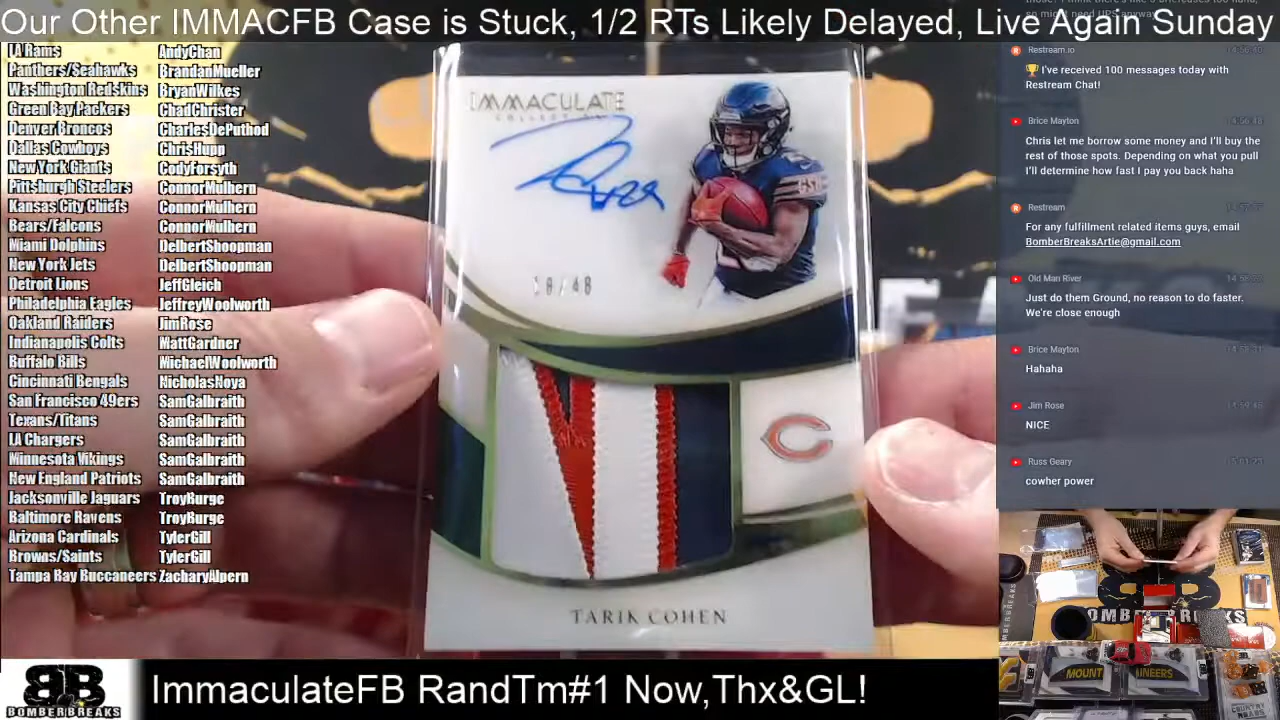 Our Other IMMACFB Case is Stuck, 1/2 RTs Likely Delayed, Live Again Sunday
LA Rams AndyChan
Panthers/Seahawks BrandanMueller
Washington Redskins BryanWilkes
Green Bay Packers ChadChrister
Denver Broncos CharlesDePuthod
Dallas Cowboys ChrisHupp
New York Giants CodyForsyth
Pittsburgh Steelers ConnorMulhern
Kansas City Chiefs ConnorMulhern
Bears/Falcons ConnorMulhern
Miami Dolphins DelbertShoopman
New York Jets DelbertShoopman
Detroit Lions JeffGleich
Philadelphia Eagles JeffreyWoolworth
Oakland Raiders JimRose
Indianapolis Colts MattGardner
Buffalo Bills MichaelWoolworth
Cincinnati Bengals NicholasNoya
San Francisco 49ers SamGalbraith
Texans/Titans SamGalbraith
LA Chargers SamGalbraith
Minnesota Vikings SamGalbraith
New England Patriots SamGalbraith
Jacksonville Jaguars TroyBurge
Baltimore Ravens TroyBurge
Arizona Cardinals TylerGill
Browns/Saints TylerGill
Tampa Bay Buccaneers ZacharyAlpern
IMMACULATE
COLLECTION
18/48
C
TARIK COHEN
Restream.io
🏆 I've received 100 messages today with
Restream Chat!
Brice Mayton
Chris let me borrow some money and I'll buy the
rest of those spots. Depending on what you pull
I'll determine how fast I pay you back haha
Restream
For any fulfillment related items guys, email
BomberBreaksArtie@gmail.com
Old Man River
Just do them Ground, no reason to do faster.
We're close enough
Brice Mayton
Hahaha
Jim Rose
NICE
Russ Geary
cowher power
BOMBER BREAKS
MOUNT AINEERS
BB
BOMBERBREAKS
ImmaculateFB RandTm#1 Now,Thx&GL!